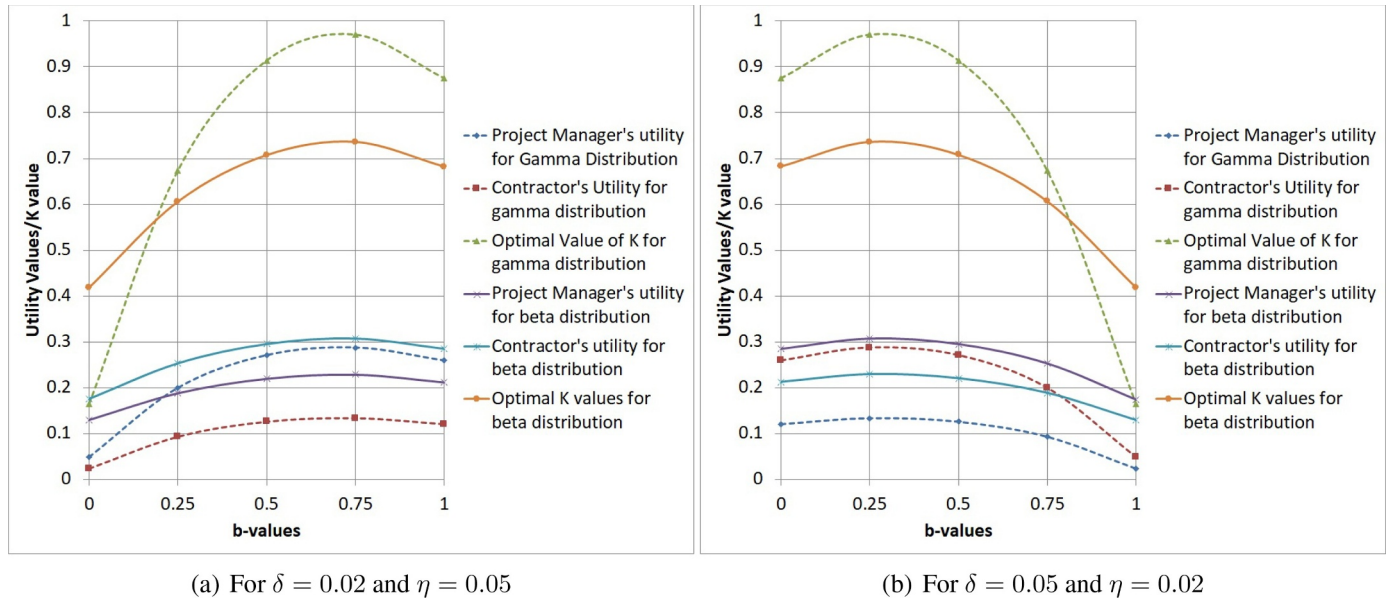 1
0.9
0.8
0.7
0.6
0.5
0.4
0.3
0.2
0.1
0
Utility Values/K value
0 0.25 0.5 0.75 1
b-values
Project Manager's utility
for Gamma Distribution
Contractor's Utility for
gamma distribution
Optimal Value of K for
gamma distribution
Project Manager's utility
for beta distribution
Contractor's utility for
beta distribution
Optimal K values for
beta distribution
(a) For δ = 0.02 and η = 0.05
1
0.9
0.8
0.7
0.6
0.5
0.4
0.3
0.2
0.1
0
Utility Values/K value
0 0.25 0.5 0.75 1
b-values
Project Manager's utility
for Gamma Distribution
Contractor's Utility for
gamma distribution
Optimal Value of K for
gamma distribution
Project Manager's utility
for beta distribution
Contractor's utility for
beta distribution
Optimal K values for
beta distribution
(b) For δ = 0.05 and η = 0.02